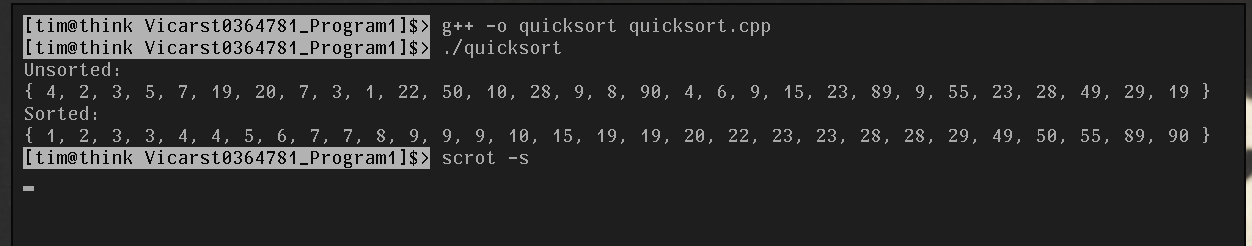 [tim@think Vicarst0364781_Program1]$> g++ -o quicksort quicksort.cpp
[tim@think Vicarst0364781_Program1]$> ./quicksort
Unsorted:
{ 4, 2, 3, 5, 7, 19, 20, 7, 3, 1, 22, 50, 10, 28, 9, 8, 90, 4, 6, 9, 15, 23, 89, 9, 55, 23, 28, 49, 29, 19 }
Sorted:
{ 1, 2, 3, 3, 4, 4, 5, 6, 7, 7, 8, 9, 9, 9, 10, 15, 19, 19, 20, 22, 23, 23, 28, 28, 29, 49, 50, 55, 89, 90 }
[tim@think Vicarst0364781_Program1]$> scrot -s